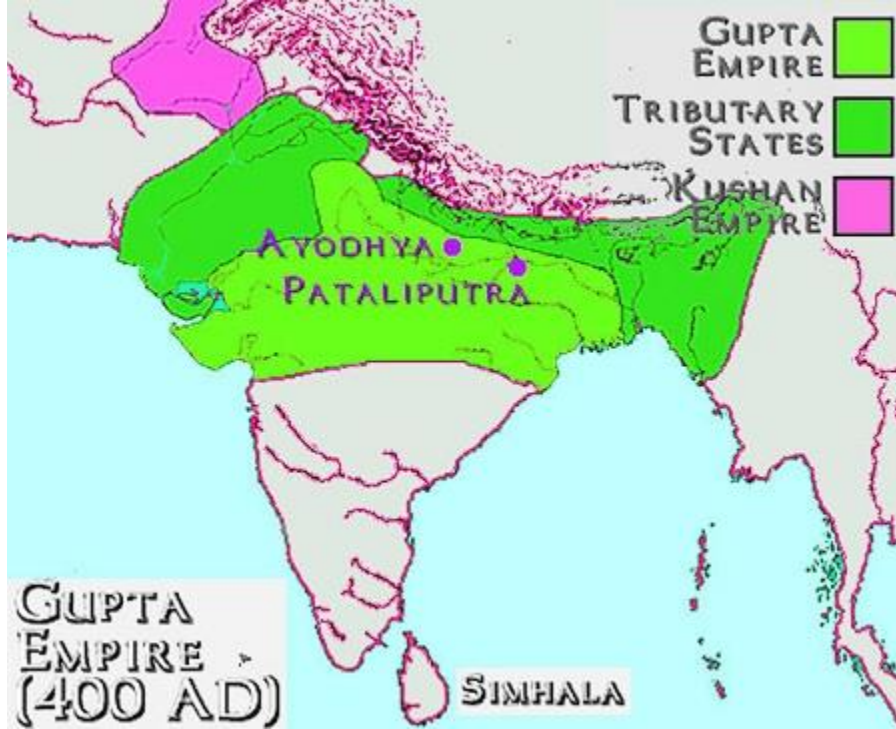 GUPTA
EMPIRE
TRIBUTARY
STATES
KUSHAN
EMPIRE
AYODHYA
PATALIPUTRA
GUPTA
EMPIRE
(400 AD)
SIMHALA